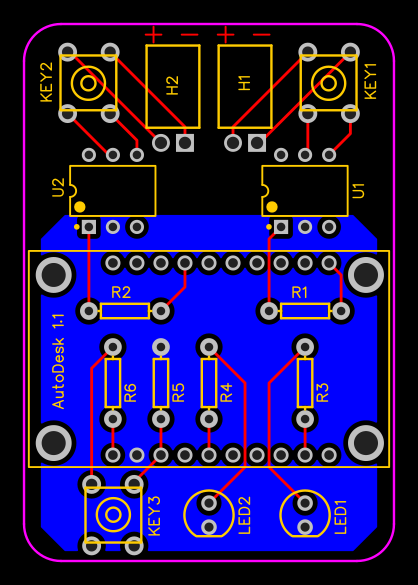 + - + -
KEY2
H2
H1
KEY1
U2
U1
R2
R1
AutoDesk 1.1
R6
R5
R4
R3
KEY3
LED2
LED1